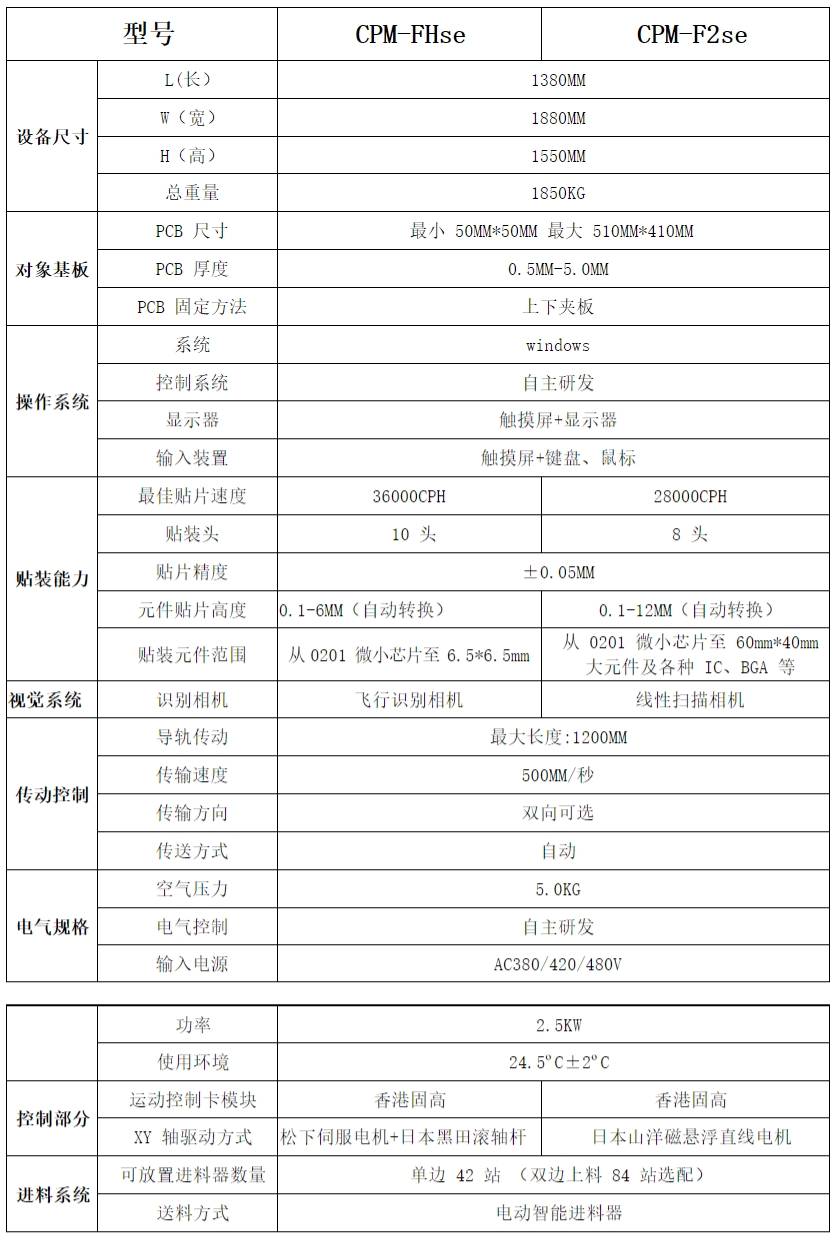 型号 CPM-FHse CPM-F2se
设备尺寸
L(长） 1380MM
W（宽） 1880MM
H（高） 1550MM
总重量 1850KG
对象基板
PCB 尺寸 最小 50MM*50MM 最大 510MM*410MM
PCB 厚度 0.5MM-5.0MM
PCB 固定方法 上下夹板
操作系统
系统 windows
控制系统 自主研发
显示器 触摸屏+显示器
输入装置 触摸屏+键盘、鼠标
贴装能力
最佳贴片速度 36000CPH 28000CPH
贴装头 10 头 8 头
贴片精度 ±0.05MM
元件贴片高度 0.1-6MM（自动转换） 0.1-12MM（自动转换）
贴装元件范围 从0201 微小芯片至 6.5*6.5mm 从 0201 微小芯片至 60mm*40mm
大元件及各种 IC、BGA 等
视觉系统 识别相机 飞行识别相机 线性扫描相机
传动控制
导轨传动 最大长度:1200MM
传输速度 500MM/秒
传输方向 双向可选
传送方式 自动
电气规格
空气压力 5.0KG
电气控制 自主研发
输入电源 AC380/420/480V
功率 2.5KW
使用环境 24.5ºC±2ºC
控制部分
运动控制卡模块 香港固高 香港固高
XY 轴驱动方式 松下伺服电机+日本黑田滚轴杆 日本山洋磁悬浮直线电机
进料系统
可放置进料器数量 单边 42 站 （双边上料 84 站选配）
送料方式 电动智能进料器